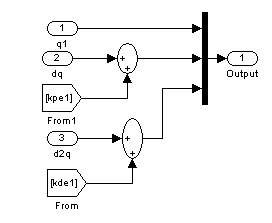 1
q1
2
dq
+
+
1
Output
[kpe1]
From1
3
d2q
+
+
[kde1]
From